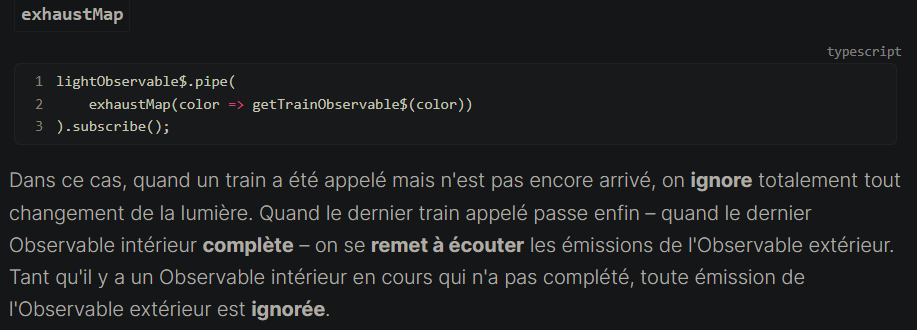 exhaustMap
typescript
1 lightObservable$.pipe(
2     exhaustMap(color => getTrainObservable$(color))
3 ).subscribe();
Dans ce cas, quand un train a été appelé mais n'est pas encore arrivé, on ignore totalement tout
changement de la lumière. Quand le dernier train appelé passe enfin – quand le dernier
Observable intérieur complète – on se remet à écouter les émissions de l'Observable extérieur.
Tant qu'il y a un Observable intérieur en cours qui n'a pas complété, toute émission de
l'Observable extérieur est ignorée.